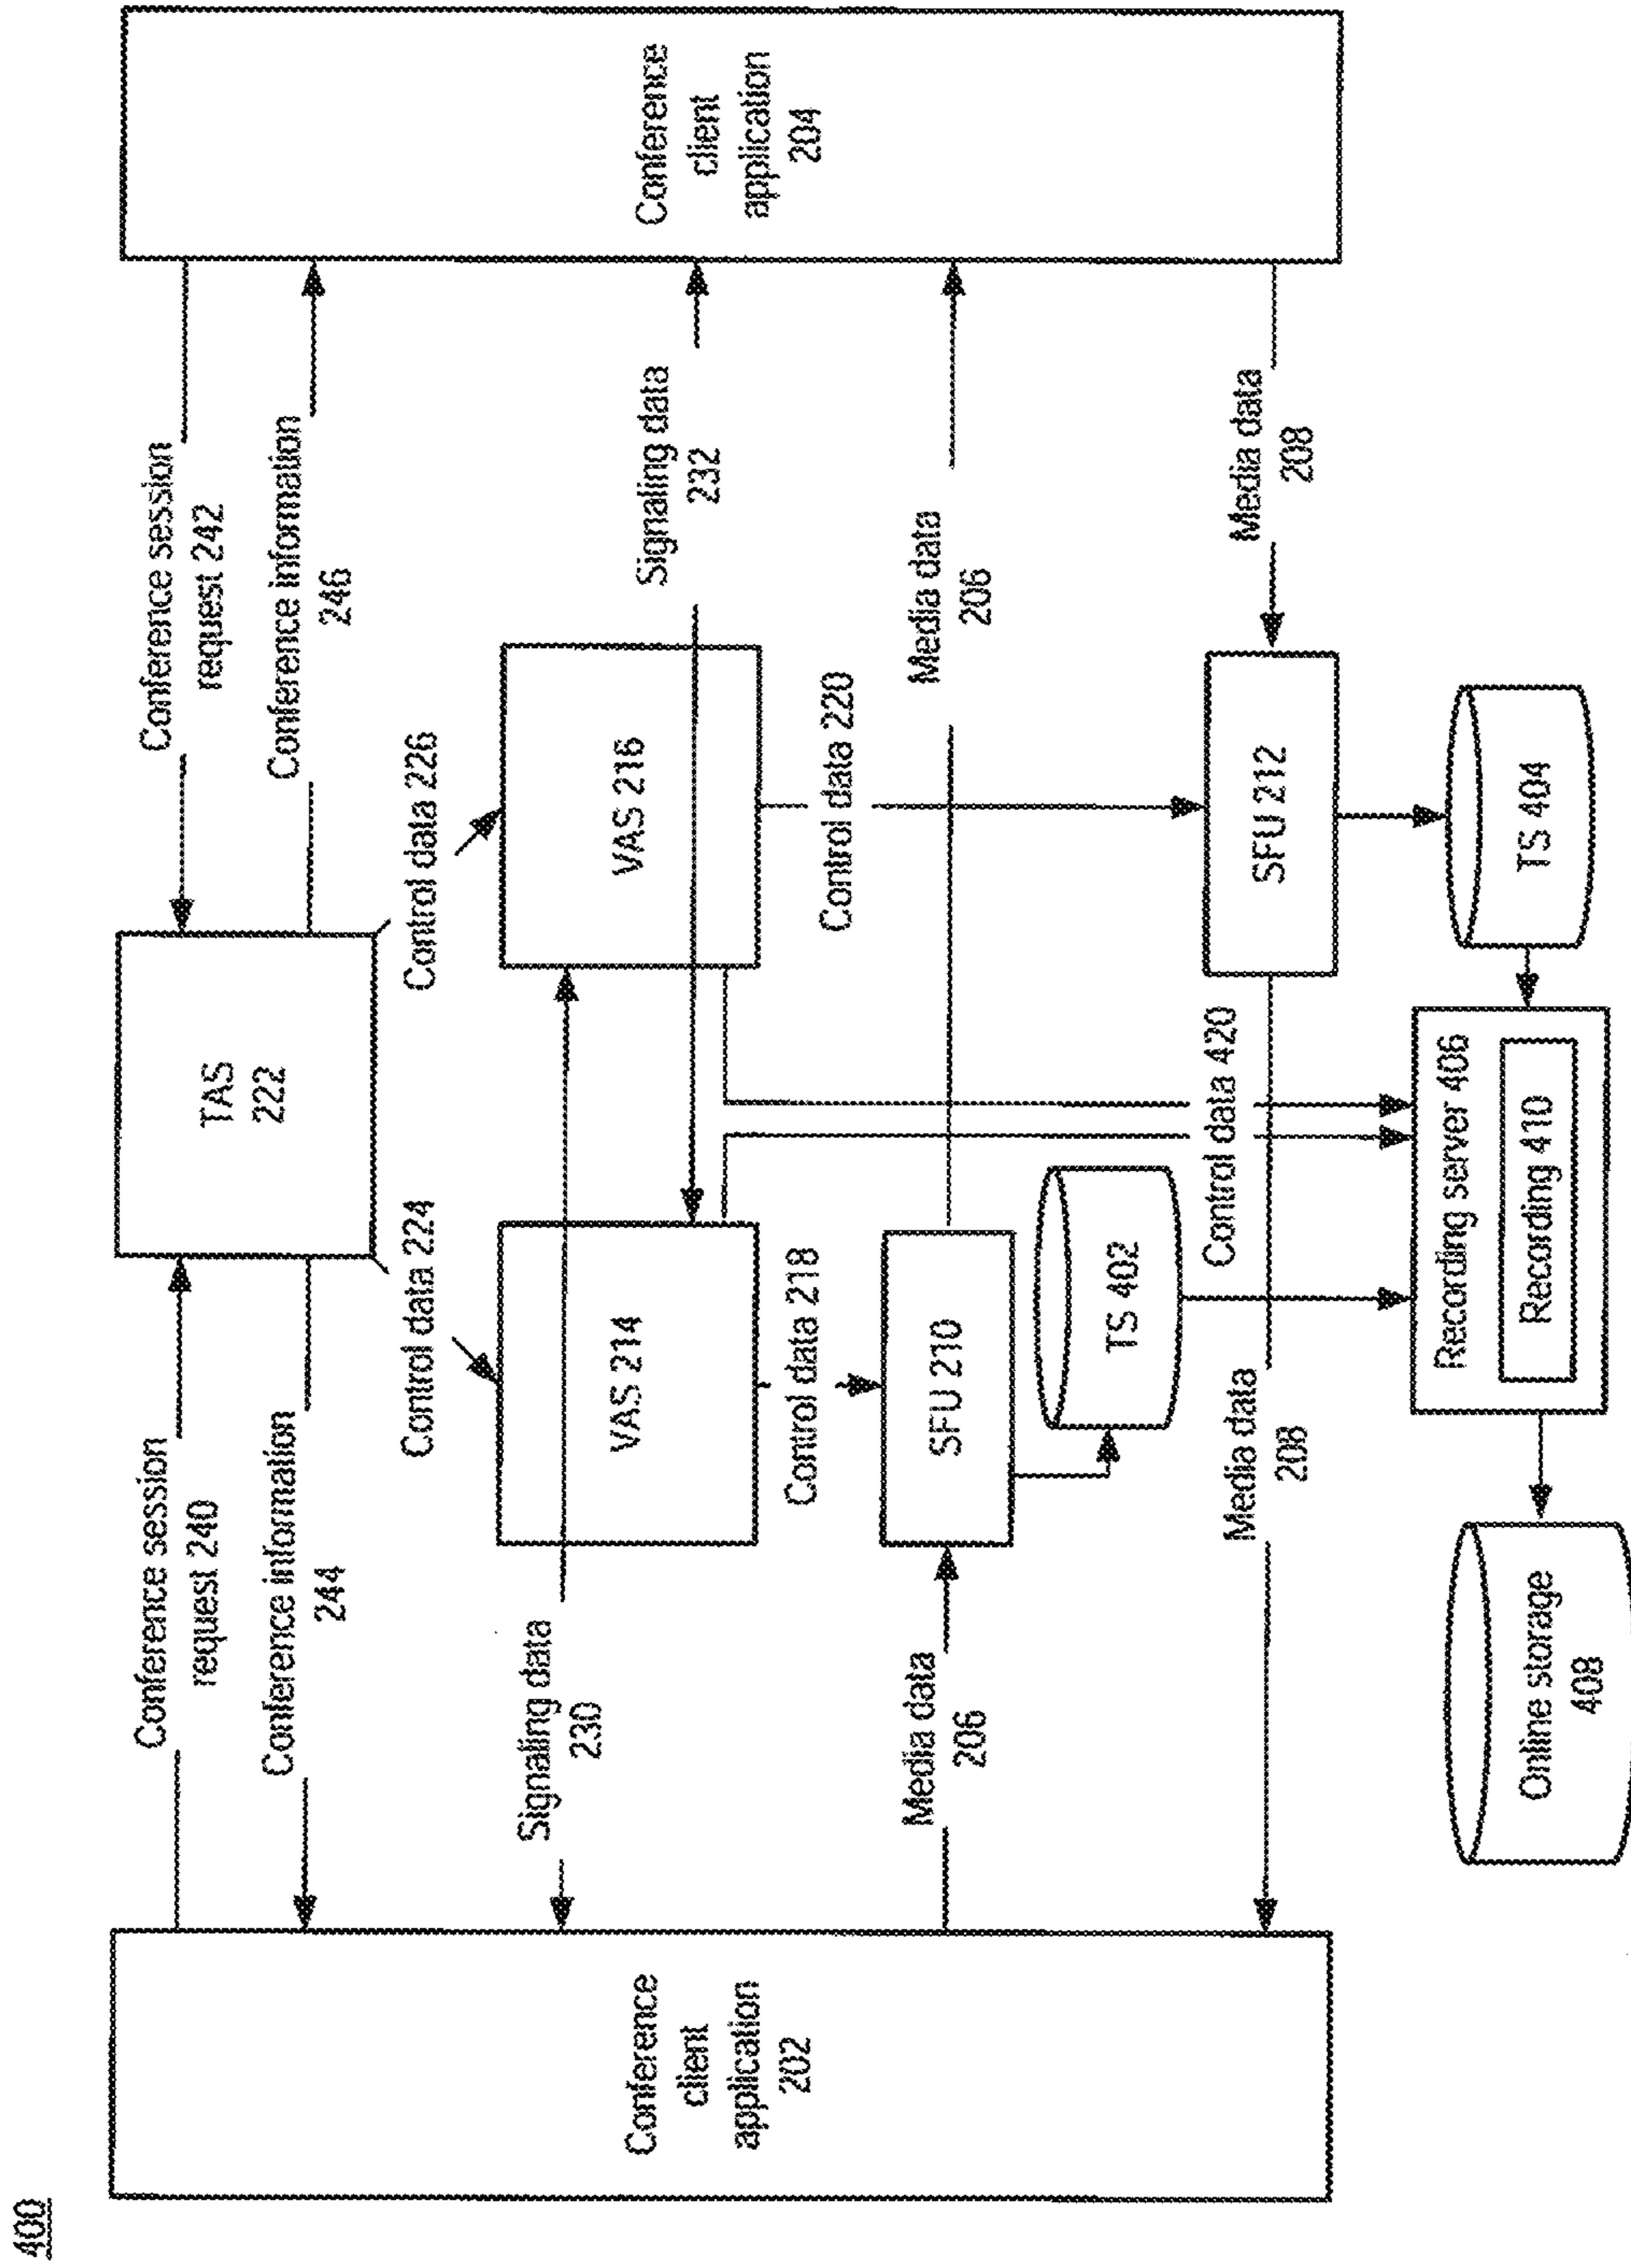 400
Conference session
request 240
Conference session
request 242
TAS
222
Conference information
244
Conference information
246
Control data 224
Control data 226
Conference
client
application
202
Conference
client
application
204
Signaling data
230
VAS 214
VAS 216
Signaling data
232
Control data 218
Control data 220
Media data
206
SFU 210
Media data
206
TS 402
Control data 420
Media data
208
SFU 212
Media data
208
Recording server 406
Recording 410
TS 404
Online storage
408